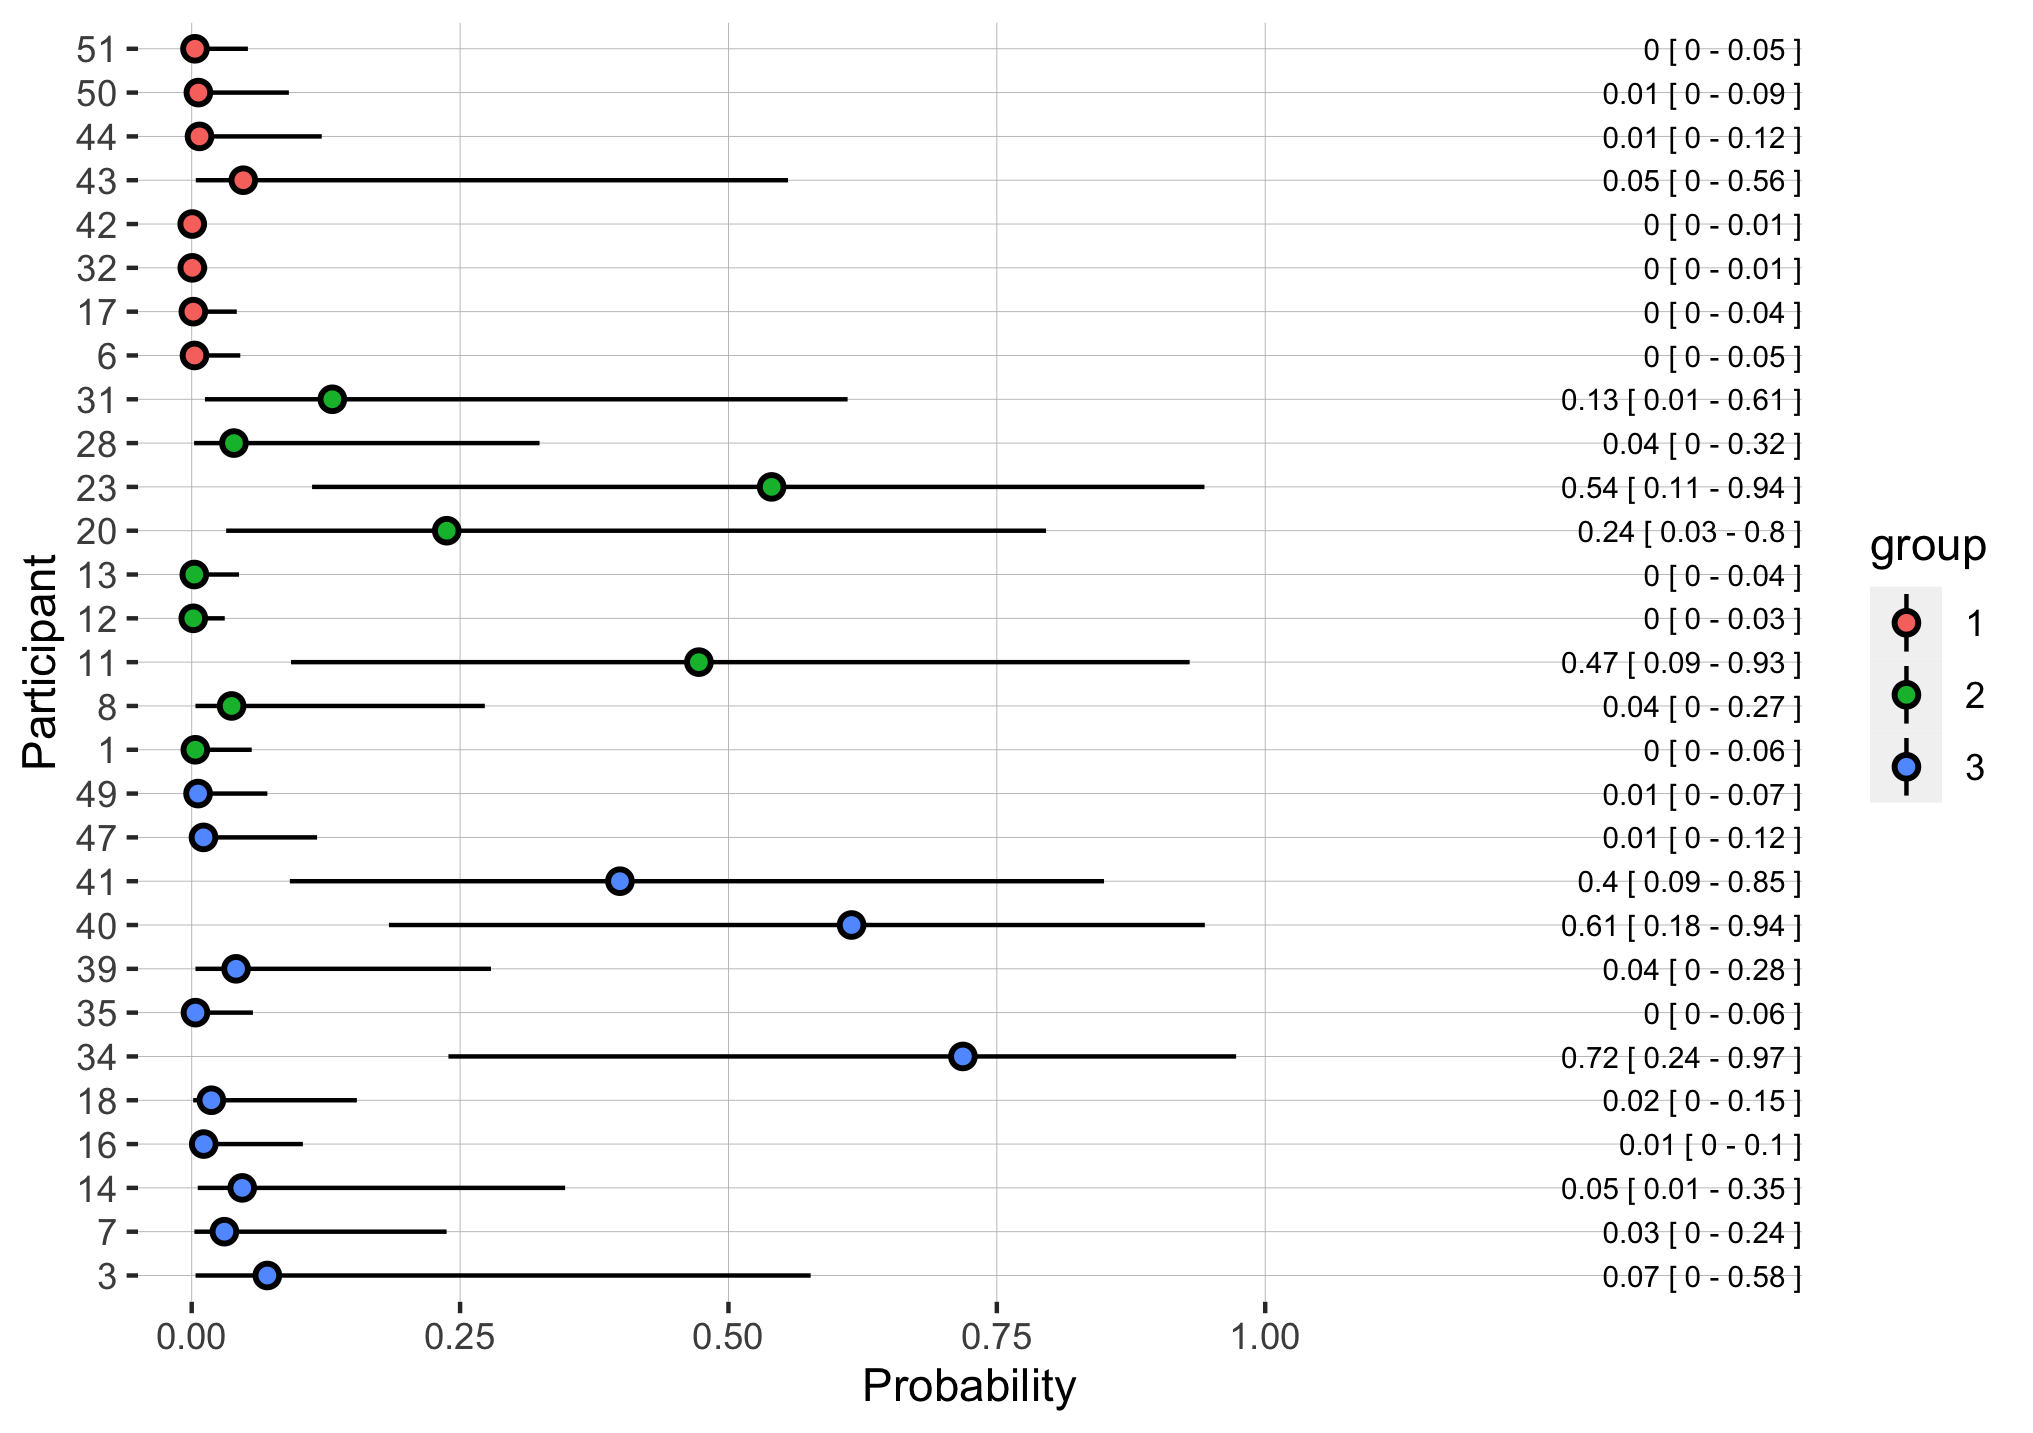 51 0 [ 0 - 0.05 ]
50 0.01 [ 0 - 0.09 ]
44 0.01 [ 0 - 0.12 ]
43 0.05 [ 0 - 0.56 ]
42 0 [ 0 - 0.01 ]
32 0 [ 0 - 0.01 ]
17 0 [ 0 - 0.04 ]
6 0 [ 0 - 0.05 ]
31 0.13 [ 0.01 - 0.61 ]
28 0.04 [ 0 - 0.32 ]
23 0.54 [ 0.11 - 0.94 ]
20 0.24 [ 0.03 - 0.8 ]
13 0 [ 0 - 0.04 ]
12 0 [ 0 - 0.03 ]
11 0.47 [ 0.09 - 0.93 ]
8 0.04 [ 0 - 0.27 ]
1 0 [ 0 - 0.06 ]
49 0.01 [ 0 - 0.07 ]
47 0.01 [ 0 - 0.12 ]
41 0.4 [ 0.09 - 0.85 ]
40 0.61 [ 0.18 - 0.94 ]
39 0.04 [ 0 - 0.28 ]
35 0 [ 0 - 0.06 ]
34 0.72 [ 0.24 - 0.97 ]
18 0.02 [ 0 - 0.15 ]
16 0.01 [ 0 - 0.1 ]
14 0.05 [ 0.01 - 0.35 ]
7 0.03 [ 0 - 0.24 ]
3 0.07 [ 0 - 0.58 ]
Participant
0.00 0.25 0.50 0.75 1.00
Probability
group
1
2
3